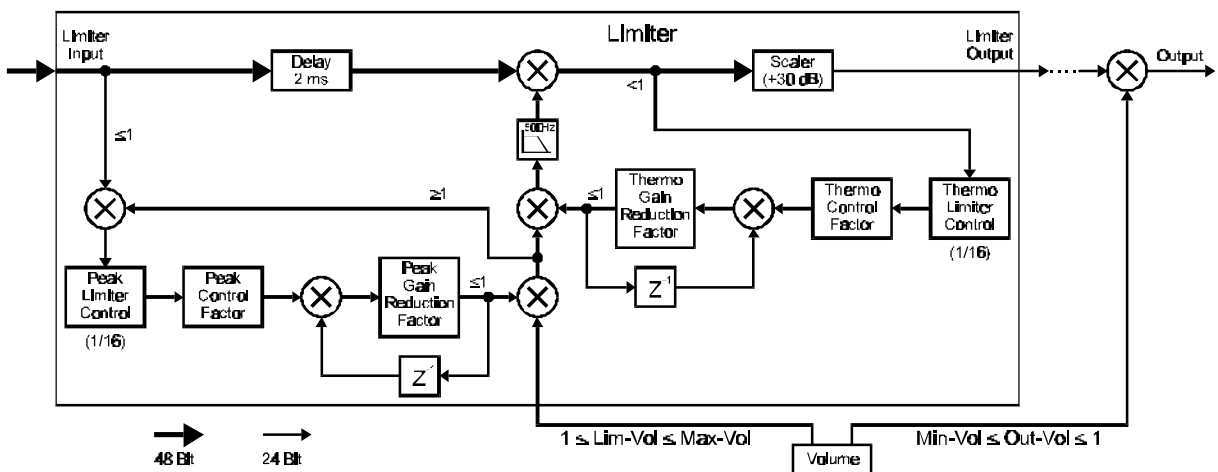 Limiter
Input
Limiter
Limiter
Output
Delay
2 ms
Scaler
(+30 dB)
Output
<1
≤1
500Hz
≥1
≤1
Thermo
Gain
Reduction
Factor
Thermo
Control
Factor
Thermo
Limiter
Control
(1/16)
Z⁻¹
Peak
Limiter
Control
(1/16)
Peak
Control
Factor
Peak
Gain
Reduction
Factor
≤1
Z⁻¹
1 ≤ Lim-Vol ≤ Max-Vol
Min-Vol ≤ Out-Vol ≤ 1
Volume
48 Bit
24 Bit